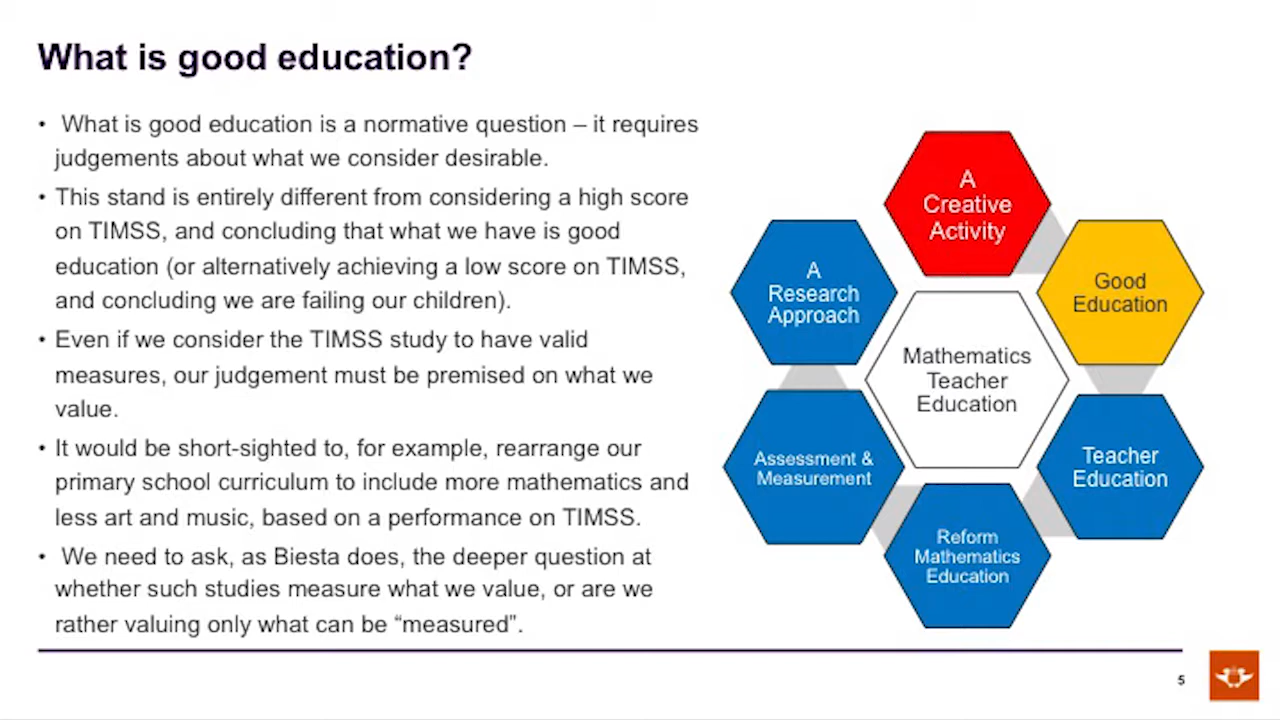 What is good education?
• What is good education is a normative question – it requires
judgements about what we consider desirable.
• This stand is entirely different from considering a high score
on TIMSS, and concluding that what we have is good
education (or alternatively achieving a low score on TIMSS,
and concluding we are failing our children).
• Even if we consider the TIMSS study to have valid
measures, our judgement must be premised on what we
value.
• It would be short-sighted to, for example, rearrange our
primary school curriculum to include more mathematics and
less art and music, based on a performance on TIMSS.
• We need to ask, as Biesta does, the deeper question at
whether such studies measure what we value, or are we
rather valuing only what can be “measured”.
A
Creative
Activity
Good
Education
Teacher
Education
Reform
Mathematics
Education
Assessment &
Measurement
A
Research
Approach
Mathematics
Teacher
Education
5